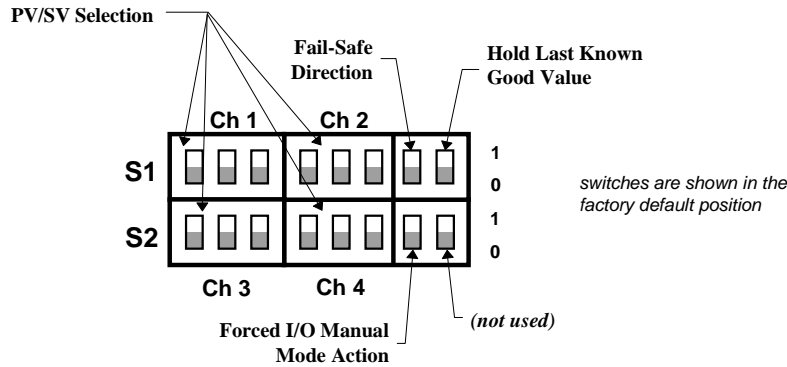 PV/SV Selection
Fail-Safe
Direction
Hold Last Known
Good Value
Ch 1
Ch 2
S1
1
0
switches are shown in the
factory default position
S2
1
0
Ch 3
Ch 4
(not used)
Forced I/O Manual
Mode Action